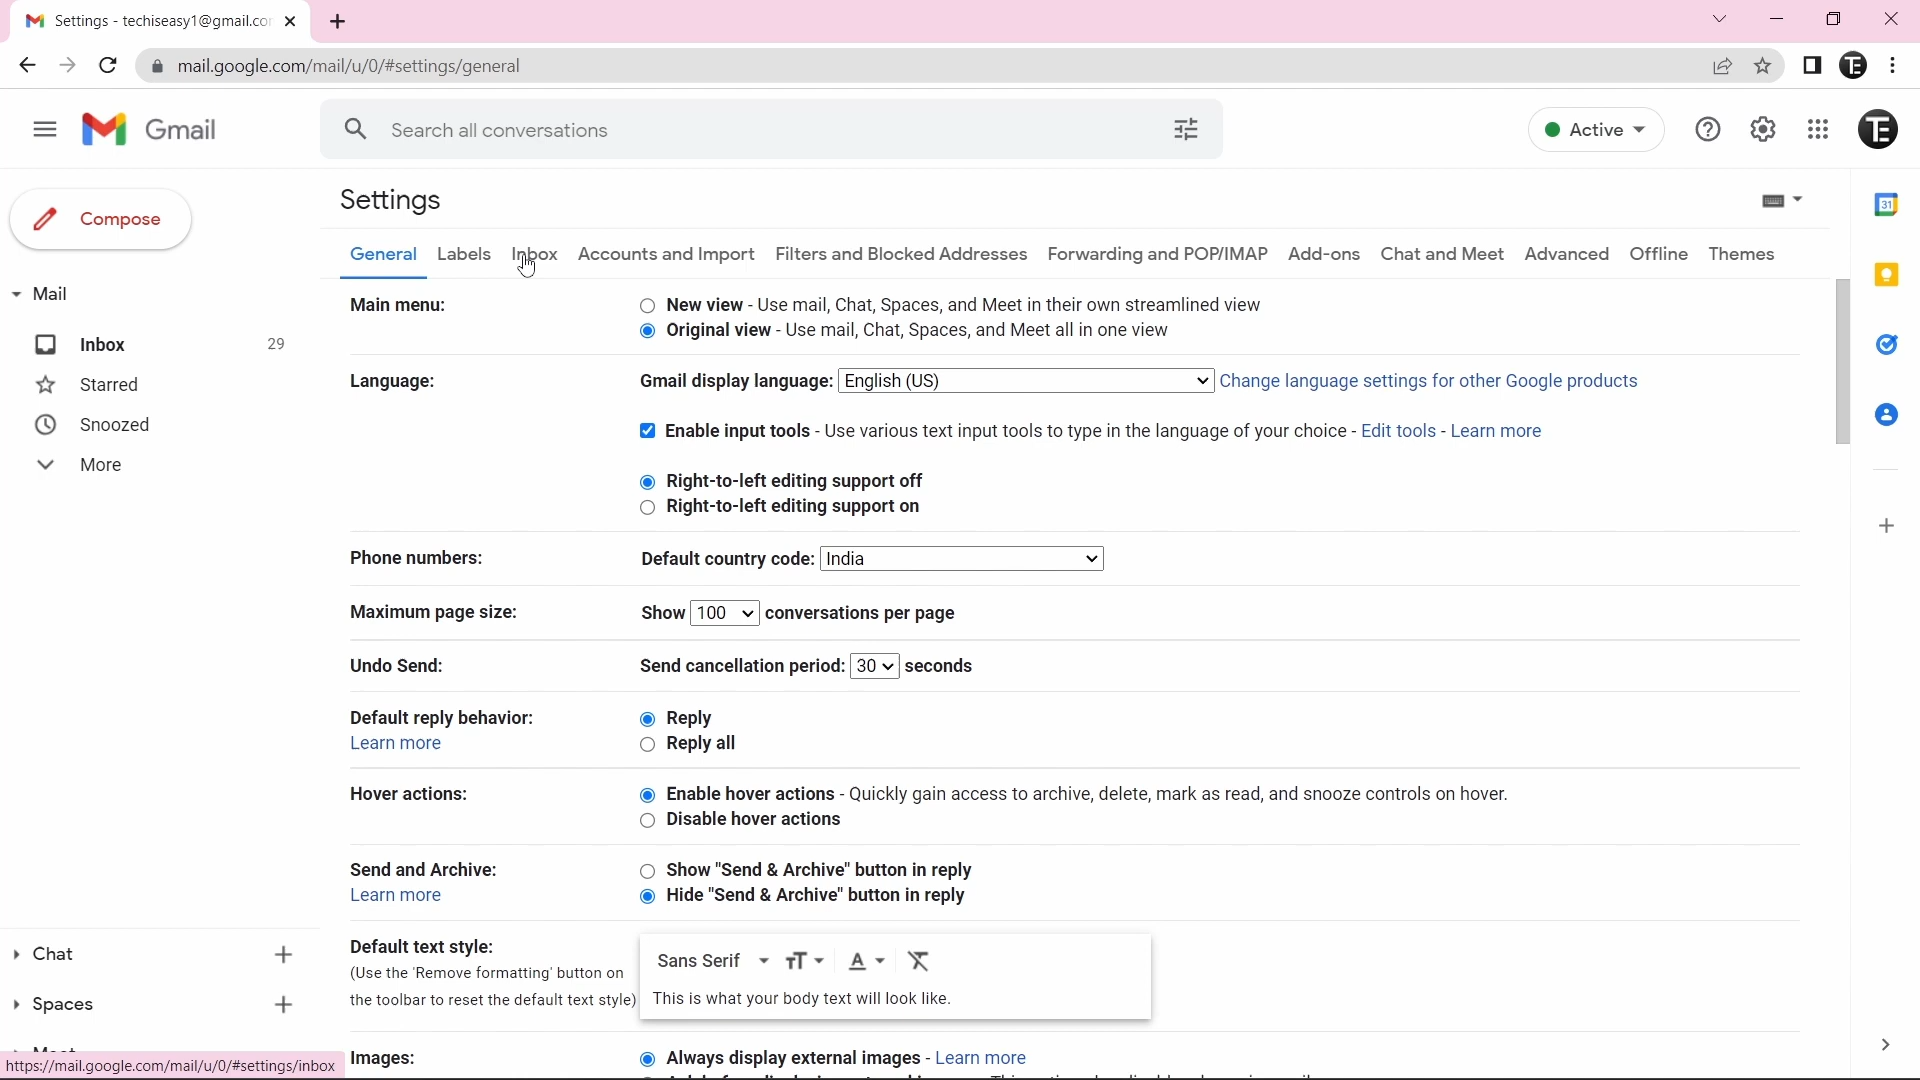 Settings - techiseasy1@gmail.co
mail.google.com/mail/u/0/#settings/general
Gmail
Search all conversations
Active
Compose
Settings
General Labels Inbox Accounts and Import Filters and Blocked Addresses Forwarding and POP/IMAP Add-ons Chat and Meet Advanced Offline Themes
Mail
Inbox 29
Starred
Snoozed
More
Main menu:
New view - Use mail, Chat, Spaces, and Meet in their own streamlined view
Original view - Use mail, Chat, Spaces, and Meet all in one view
Language:
Gmail display language: English (US) Change language settings for other Google products
Enable input tools - Use various text input tools to type in the language of your choice - Edit tools - Learn more
Right-to-left editing support off
Right-to-left editing support on
Phone numbers:
Default country code: India
Maximum page size:
Show 100 conversations per page
Undo Send:
Send cancellation period: 30 seconds
Default reply behavior:
Learn more
Reply
Reply all
Hover actions:
Enable hover actions - Quickly gain access to archive, delete, mark as read, and snooze controls on hover.
Disable hover actions
Send and Archive:
Learn more
Show "Send & Archive" button in reply
Hide "Send & Archive" button in reply
Default text style:
(Use the 'Remove formatting' button on
the toolbar to reset the default text style)
Sans Serif
This is what your body text will look like.
Images:
Always display external images - Learn more
Chat
Spaces
https://mail.google.com/mail/u/0/#settings/inbox
31
TE
TE